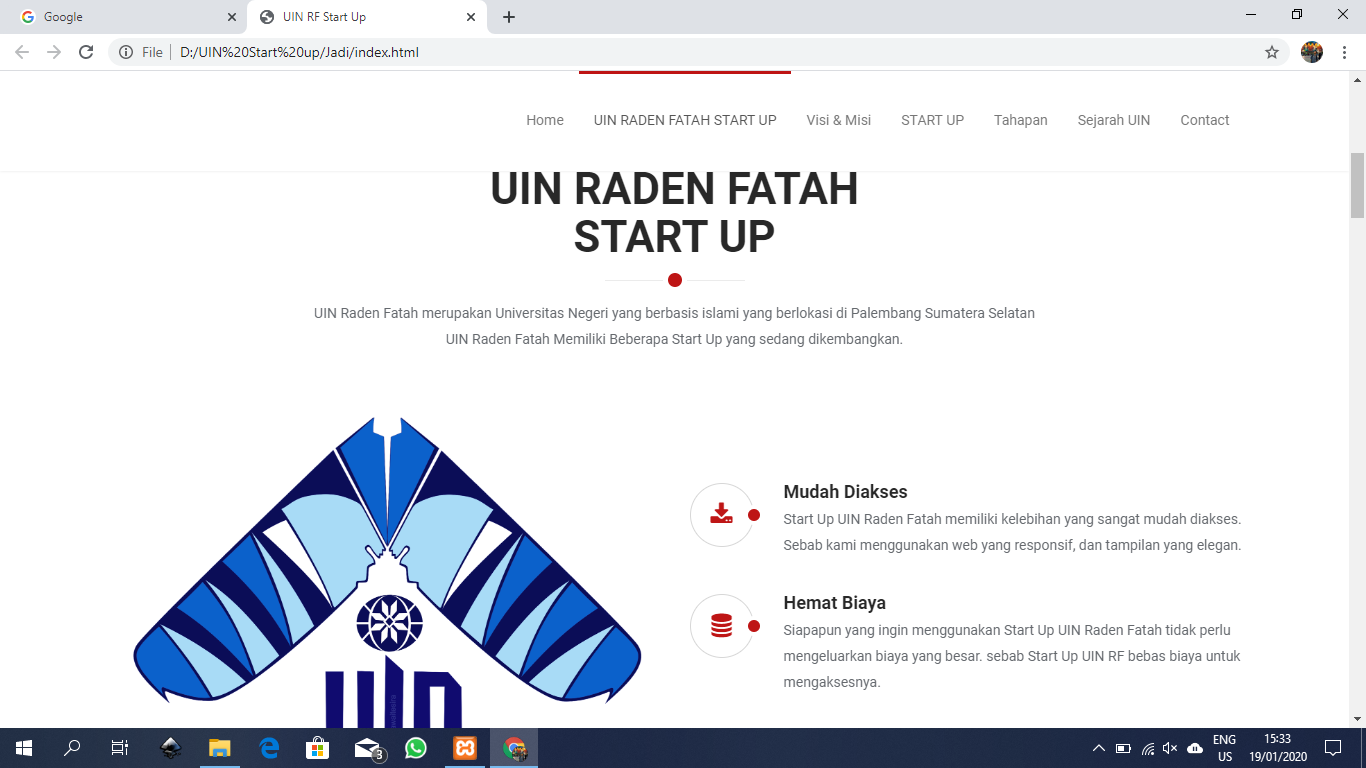 Google
UIN RF Start Up
File
D:/UIN%20Start%20up/Jadi/index.html
Home
UIN RADEN FATAH START UP
Visi & Misi
START UP
Tahapan
Sejarah UIN
Contact
UIN RADEN FATAH
START UP
UIN Raden Fatah merupakan Universitas Negeri yang berbasis islami yang berlokasi di Palembang Sumatera Selatan
UIN Raden Fatah Memiliki Beberapa Start Up yang sedang dikembangkan.
UIN
Mudah Diakses
Start Up UIN Raden Fatah memiliki kelebihan yang sangat mudah diakses.
Sebab kami menggunakan web yang responsif, dan tampilan yang elegan.
Hemat Biaya
Siapapun yang ingin menggunakan Start Up UIN Raden Fatah tidak perlu
mengeluarkan biaya yang besar. sebab Start Up UIN RF bebas biaya untuk
mengaksesnya.
3
ENG
US
15:33
19/01/2020